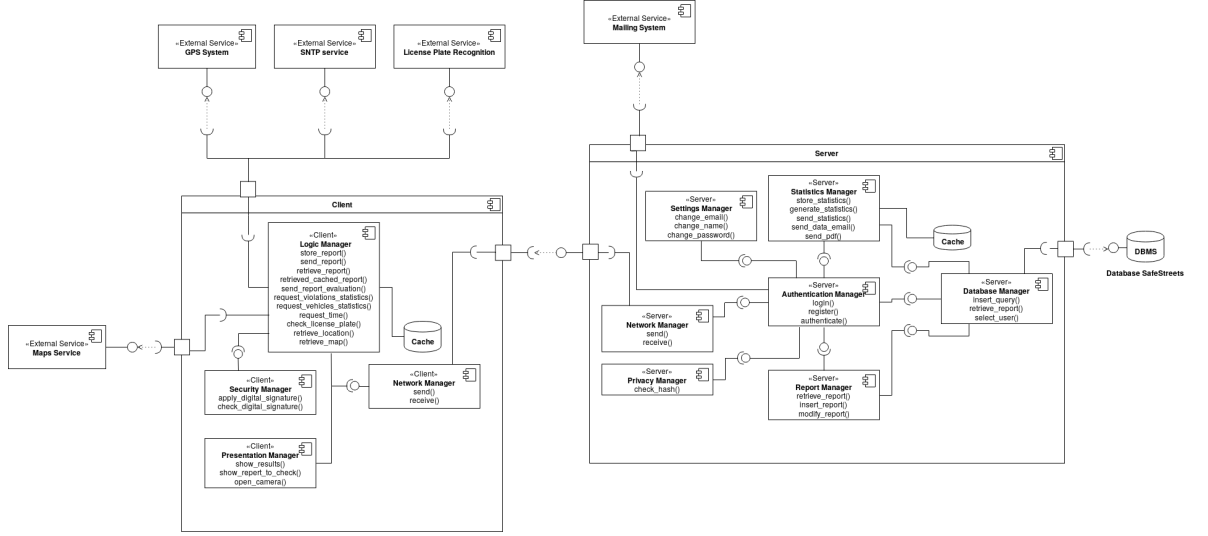 «External Service»
Mailing System
«External Service»
GPS System
«External Service»
SNTP service
«External Service»
License Plate Recognition
Server
«Server»
Statistics Manager
store_statistics()
generate_statistics()
send_statistics()
send_data_email()
send_pdf()
«Server»
Settings Manager
change_email()
change_name()
change_password()
Cache
Client
«Client»
Logic Manager
store_report()
send_report()
retrieve_report()
retrieved_cached_report()
send_report_evaluation()
request_violations_statistics()
request_vehicles_statistics()
request_time()
check_license_plate()
retrieve_location()
retrieve_map()
DBMS
Database SafeStreets
«Server»
Authentication Manager
login()
register()
authenticate()
«Server»
Database Manager
insert_query()
retrieve_report()
select_user()
«Server»
Network Manager
send()
receive()
«External Service»
Maps Service
Cache
«Client»
Security Manager
apply_digital_signature()
check_digital_signature()
«Client»
Network Manager
send()
receive()
«Server»
Privacy Manager
check_hash()
«Server»
Report Manager
retrieve_report()
insert_report()
modify_report()
«Client»
Presentation Manager
show_results()
show_repert_to_check()
open_camera()